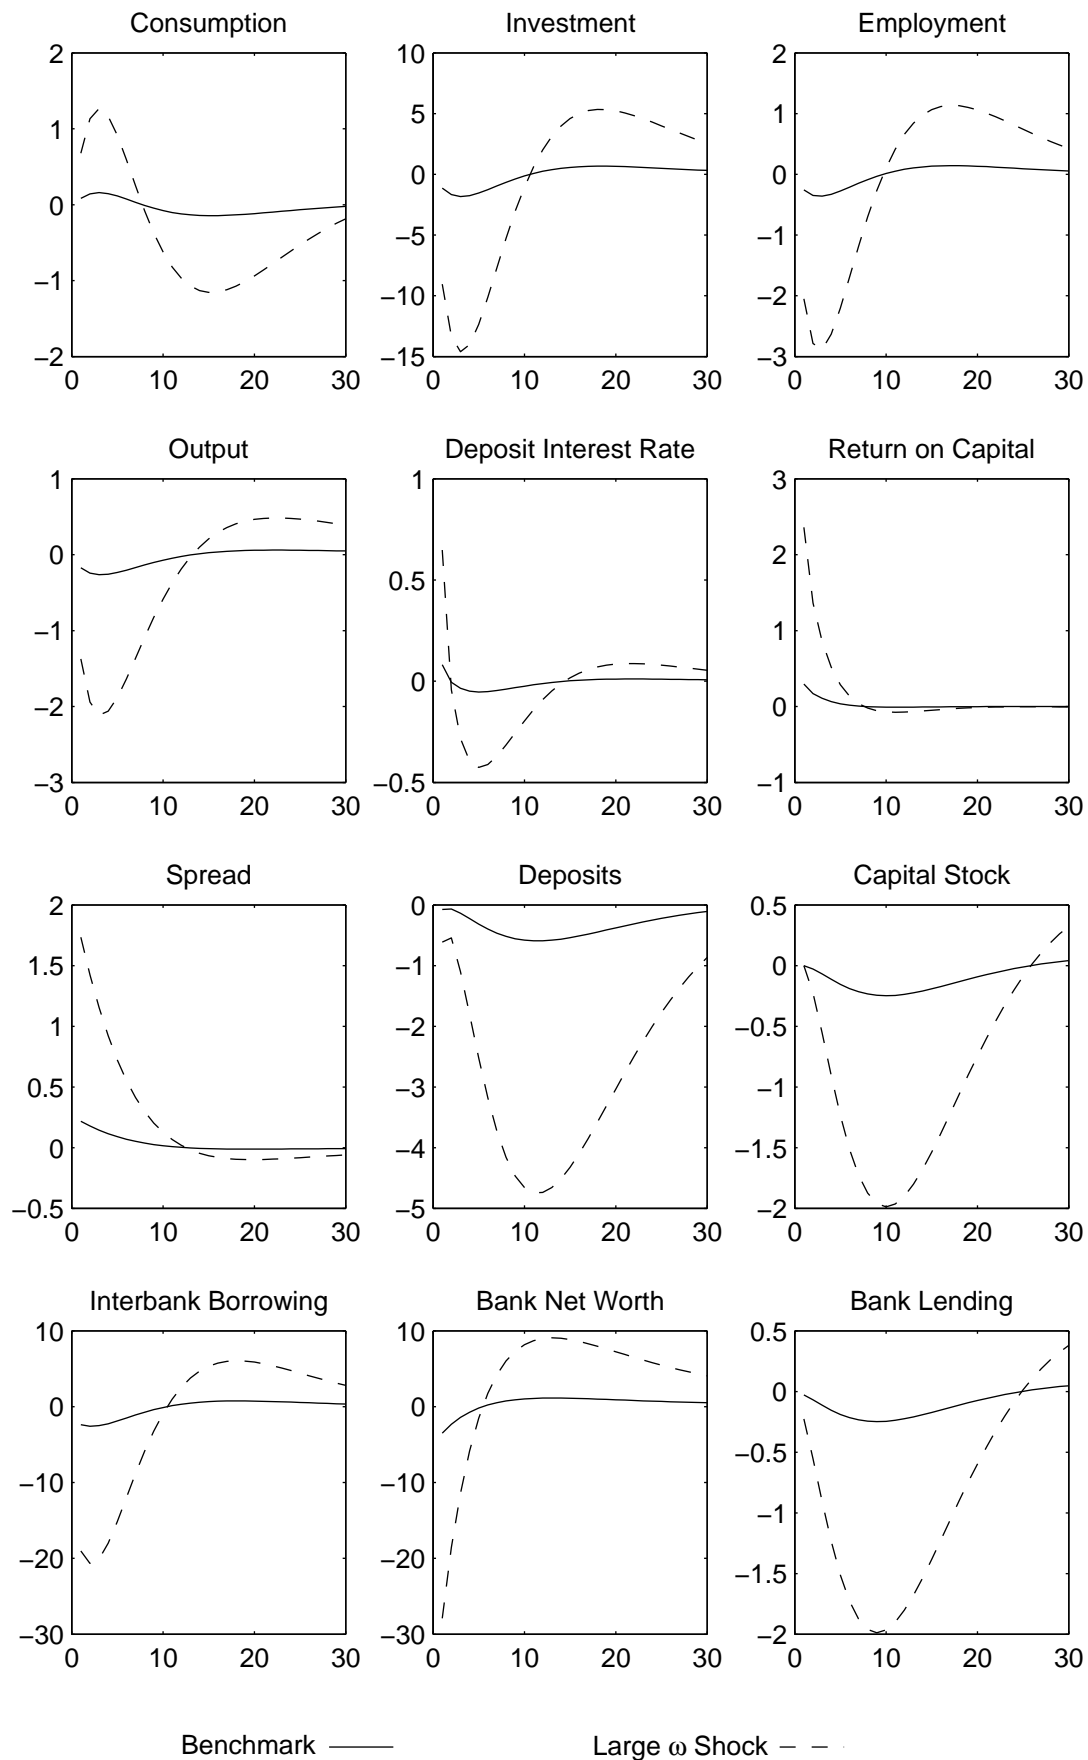 Consumption Investment Employment
2 10 2
1 5 1
0 0 0
−5
−1 −10 −1
−2
−2 −15 −3
0 10 20 30 0 10 20 30 0 10 20 30
Output Deposit Interest Rate Return on Capital
1 1 3
0 0.5 2
−1 1
−2 0 0
−3 −0.5 −1
0 10 20 30 0 10 20 30 0 10 20 30
Spread Deposits Capital Stock
2 0 0.5
1.5 −1 0
1 −2 −0.5
0.5 −3 −1
0 −4 −1.5
−0.5 −5 −2
0 10 20 30 0 10 20 30 0 10 20 30
Interbank Borrowing Bank Net Worth Bank Lending
10 10 0.5
0 0 0
−0.5
−10 −10
−1
−20 −20
−1.5
−30 −30 −2
0 10 20 30 0 10 20 30 0 10 20 30
Benchmark Large ω Shock